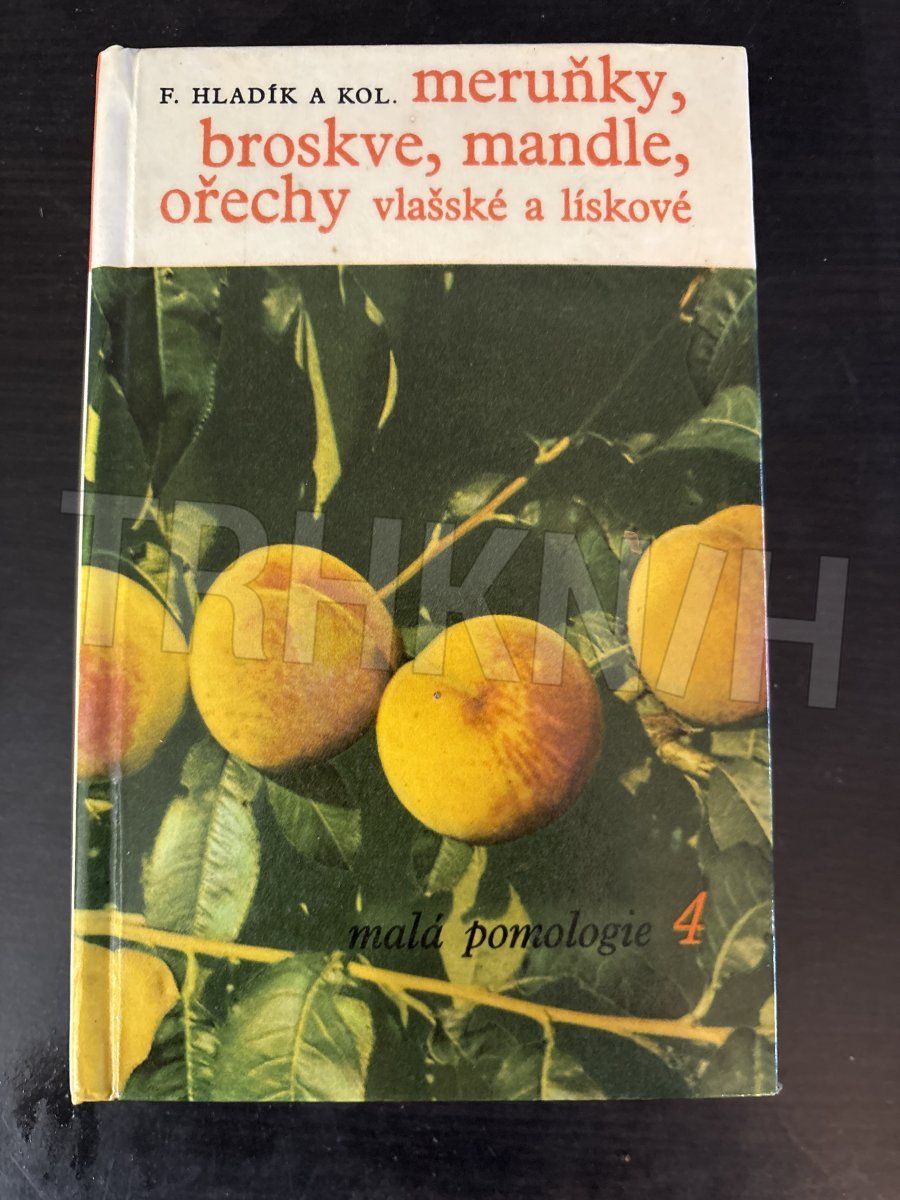 F. HLADÍK A KOL. meruňky,
broskve, mandle,
ořechy vlašské a lískové
TRHKNIH
malá pomologie 4